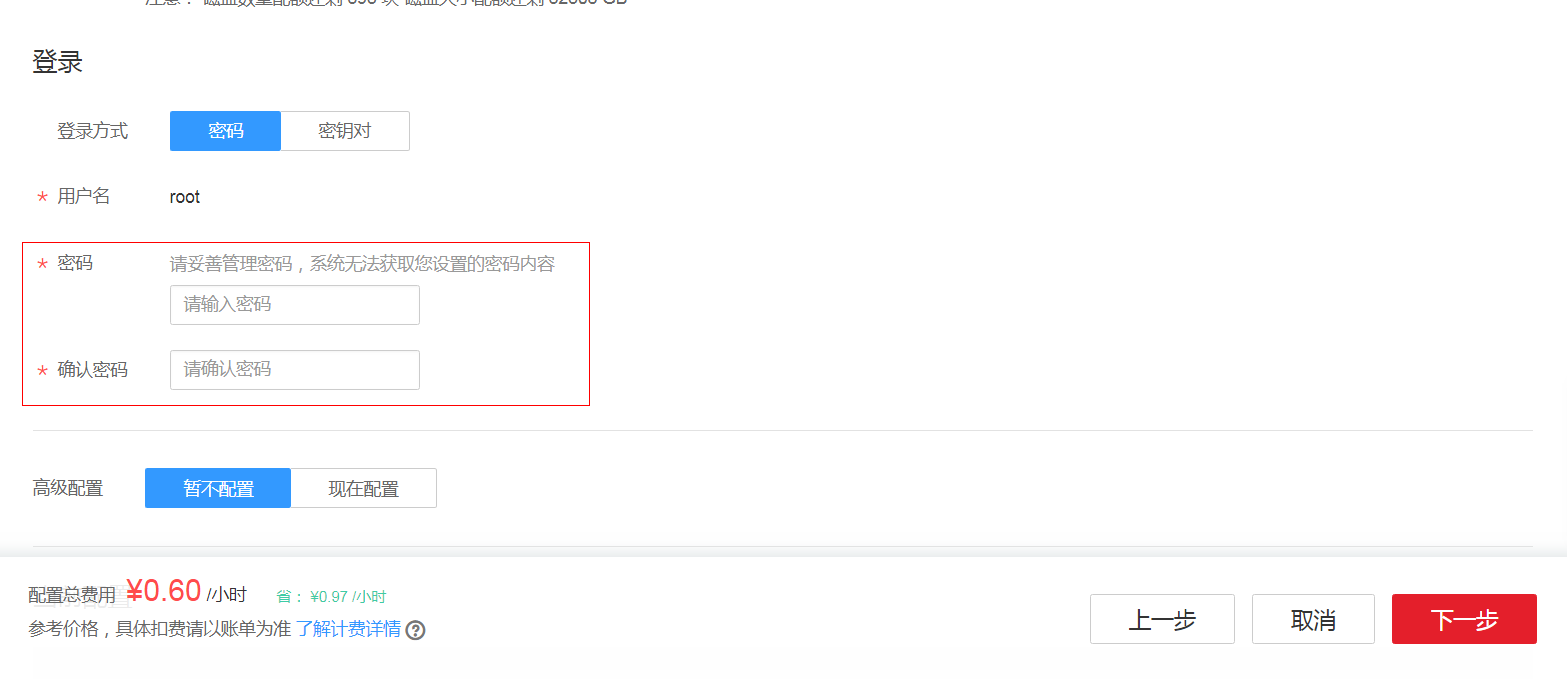 登录
登录方式 密码 密钥对
* 用户名 root
* 密码 请妥善管理密码，系统无法获取您设置的密码内容
请输入密码
* 确认密码 请确认密码
高级配置 暂不配置 现在配置
配置总费用 ¥0.60 /小时 省：¥0.97 /小时
参考价格，具体扣费请以账单为准 了解计费详情 ?
上一步 取消 下一步